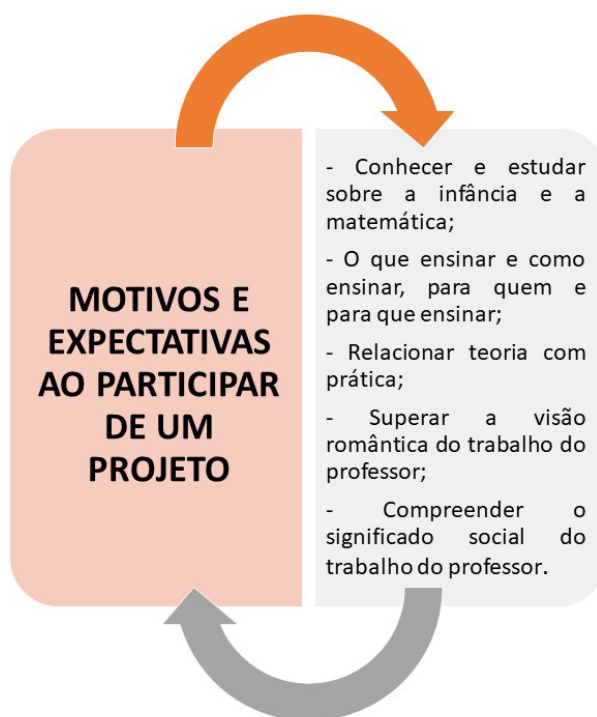 MOTIVOS E
EXPECTATIVAS
AO PARTICIPAR
DE UM
PROJETO
- Conhecer e estudar
sobre a infância e a
matemática;
- O que ensinar e como
ensinar, para quem e
para que ensinar;
- Relacionar teoria com
prática;
- Superar a visão
romântica do trabalho do
professor;
- Compreender o
significado social do
trabalho do professor.